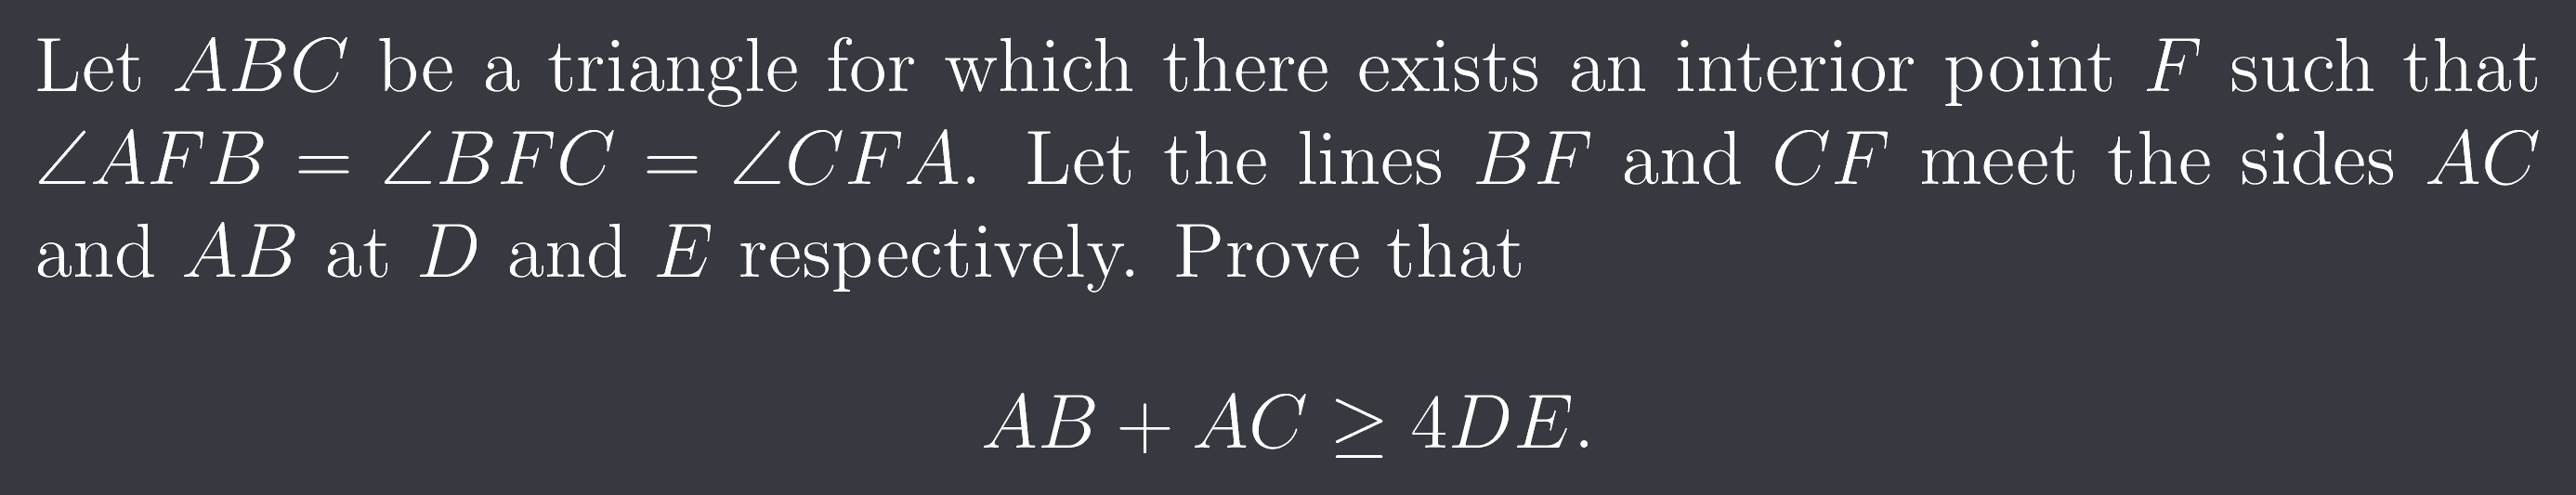 Let ABC be a triangle for which there exists an interior point F such that
∠AFB = ∠BFC = ∠CFA. Let the lines BF and CF meet the sides AC
and AB at D and E respectively. Prove that
AB + AC ≥ 4DE.